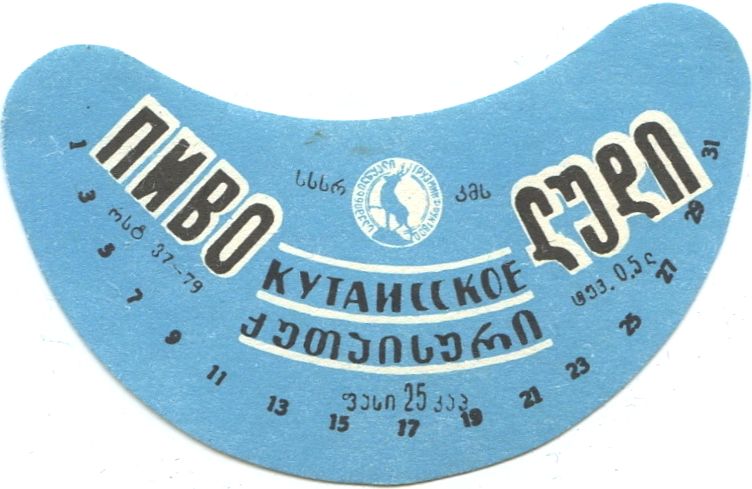 ПИВО
ლუდი
სსსრ
კმს
КУТАИССКОЕ
ქუთაისური
ოსტ 37-79
ტევ. 0,5ლ
ფასი 25 კაპ
1 3 5 7 9 11 13 15 17 19 21 23 25 27 29 31